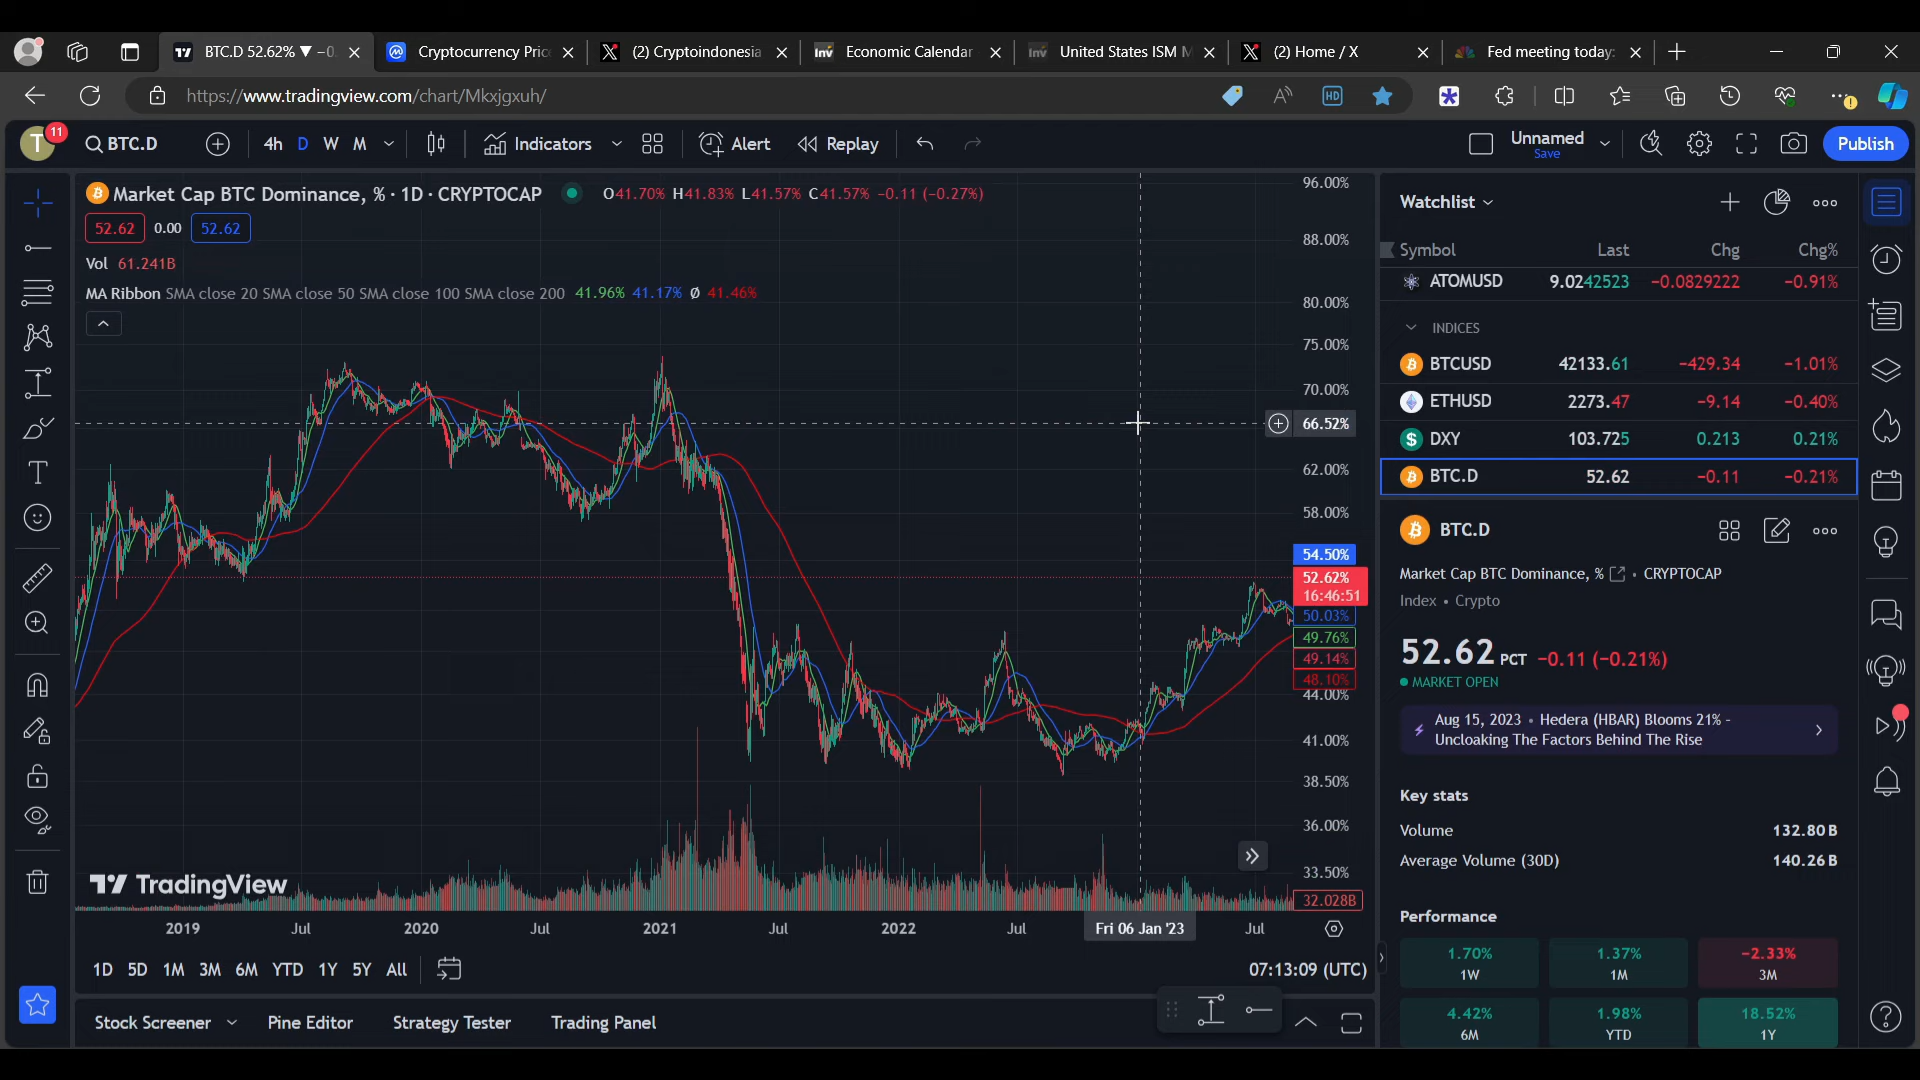 BTC.D 52.62% ▼ −0.
Cryptocurrency Pric
(2) Cryptoindonesia
Inv Economic Calendar
Inv United States ISM M
(2) Home / X
Fed meeting today:
https://www.tradingview.com/chart/Mkxjgxuh/
HD
T 11
BTC.D
4h D W M
Indicators
Alert
Replay
Unnamed
Save
Publish
Market Cap BTC Dominance, % · 1D · CRYPTOCAP
O41.70% H41.83% L41.57% C41.57% −0.11 (−0.27%)
52.62 0.00 52.62
Vol 61.241B
MA Ribbon SMA close 20 SMA close 50 SMA close 100 SMA close 200 41.96% 41.17% Ø 41.46%
96.00%
88.00%
80.00%
75.00%
70.00%
66.52%
62.00%
58.00%
54.50%
52.62%
16:46:51
50.03%
49.76%
49.14%
48.10%
44.00%
41.00%
38.50%
36.00%
33.50%
32.028B
TradingView
2019 Jul 2020 Jul 2021 Jul 2022 Jul Fri 06 Jan '23 Jul
1D 5D 1M 3M 6M YTD 1Y 5Y All
07:13:09 (UTC)
Stock Screener Pine Editor Strategy Tester Trading Panel
Watchlist
Symbol Last Chg Chg%
ATOMUSD 9.0242523 −0.0829222 −0.91%
INDICES
BTCUSD 42133.61 −429.34 −1.01%
ETHUSD 2273.47 −9.14 −0.40%
DXY 103.725 0.213 0.21%
BTC.D 52.62 −0.11 −0.21%
BTC.D
Market Cap BTC Dominance, % • CRYPTOCAP
Index • Crypto
52.62 PCT −0.11 (−0.21%)
MARKET OPEN
Aug 15, 2023 • Hedera (HBAR) Blooms 21% -
Uncloaking The Factors Behind The Rise
Key stats
Volume 132.80B
Average Volume (30D) 140.26B
Performance
1.70% 1.37% −2.33%
1W 1M 3M
4.42% 1.98% 18.52%
6M YTD 1Y